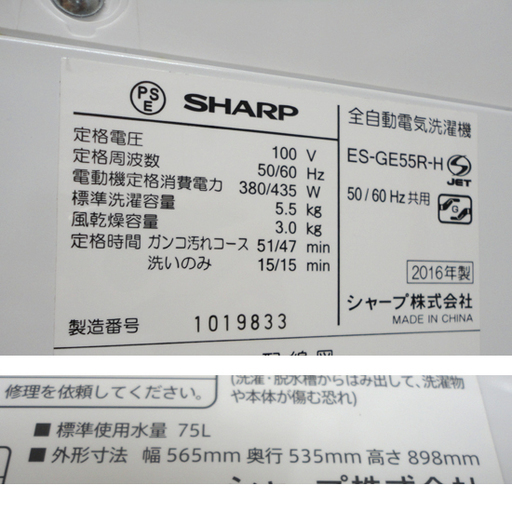 PSE SHARP
定格電圧 100 V
定格周波数 50/60 Hz
電動機定格消費電力 380/435 W
標準洗濯容量 5.5 kg
風乾燥容量 3.0 kg
定格時間 ガンコ汚れコース 51/47 min
洗いのみ 15/15 min
製造番号 1019833
全自動電気洗濯機
ES-GE55R-H
S JET
50/60 Hz共用
G
2016年製
シャープ株式会社
MADE IN CHINA
修理を依頼してください。
(洗濯・脱水槽からはみ出して、洗濯物
や本体が傷む恐れ)
■ 標準使用水量 75L
■ 外形寸法 幅 565mm 奥行 535mm 高さ 898mm
シャープ株式会社